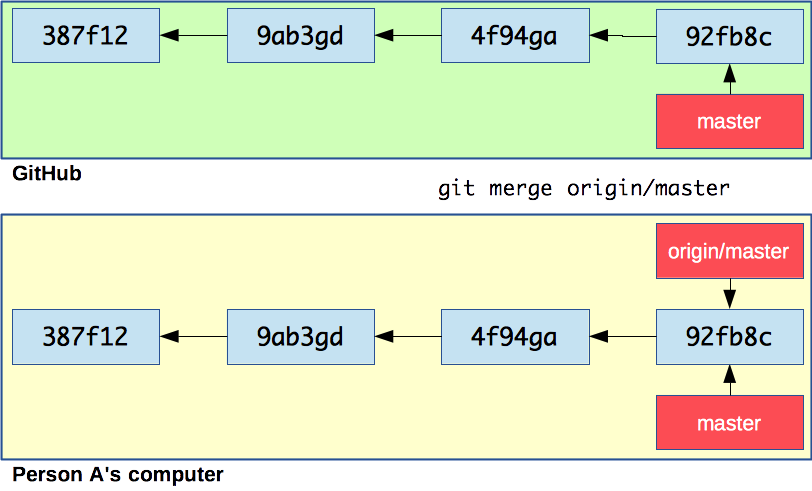 387f12 9ab3gd 4f94ga 92fb8c
master
GitHub
git merge origin/master
origin/master
387f12 9ab3gd 4f94ga 92fb8c
master
Person A's computer